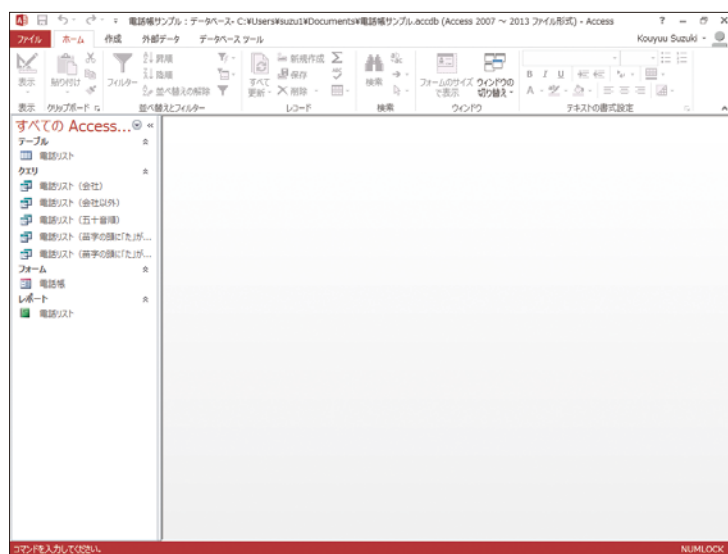 電話帳サンプル : データベース- C:¥Users¥suzu1¥Documents¥電話帳サンプル.accdb (Access 2007 ～ 2013 ファイル形式) - Access
ファイル ホーム 作成 外部データ データベース ツール Kouyuu Suzuki
表示 貼り付け フィルター 昇順 降順 並べ替えの解除 すべて更新 新規作成 保存 削除 検索 フォームのサイズで表示 ウィンドウの切り替え
B I U
A
表示 クリップボード 並べ替えとフィルター レコード 検索 ウィンドウ テキストの書式設定
すべての Access...
テーブル
電話リスト
クエリ
電話リスト（会社）
電話リスト（会社以外）
電話リスト（五十音順）
電話リスト（苗字の頭に「た」が...
電話リスト（苗字の頭に「た」が...
フォーム
電話帳
レポート
電話リスト
コマンドを入力してください。 NUMLOCK